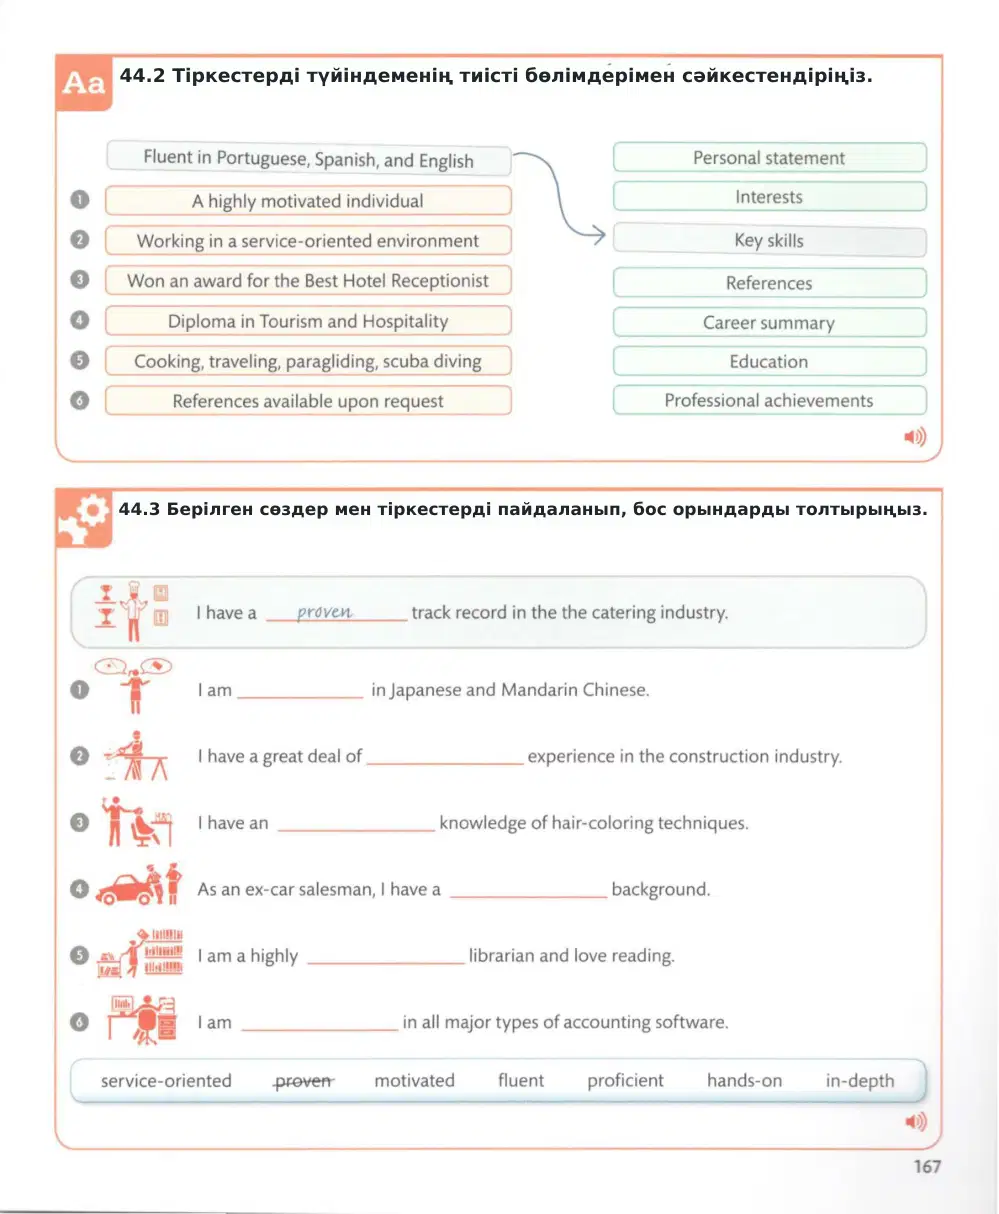 Aa 44.2 Тіркестерді түйіндеменің тиісті бөлімдерімен сәйкестендіріңіз.
Fluent in Portuguese, Spanish, and English
Personal statement
1 A highly motivated individual
Interests
2 Working in a service-oriented environment
Key skills
3 Won an award for the Best Hotel Receptionist
References
4 Diploma in Tourism and Hospitality
Career summary
5 Cooking, traveling, paragliding, scuba diving
Education
6 References available upon request
Professional achievements
44.3 Берілген сөздер мен тіркестерді пайдаланып, бос орындарды толтырыңыз.
I have a proven track record in the the catering industry.
1 I am ____________ in Japanese and Mandarin Chinese.
2 I have a great deal of ____________ experience in the construction industry.
3 I have an ____________ knowledge of hair-coloring techniques.
4 As an ex-car salesman, I have a ____________ background.
5 I am a highly ____________ librarian and love reading.
6 I am ____________ in all major types of accounting software.
service-oriented proven motivated fluent proficient hands-on in-depth
167